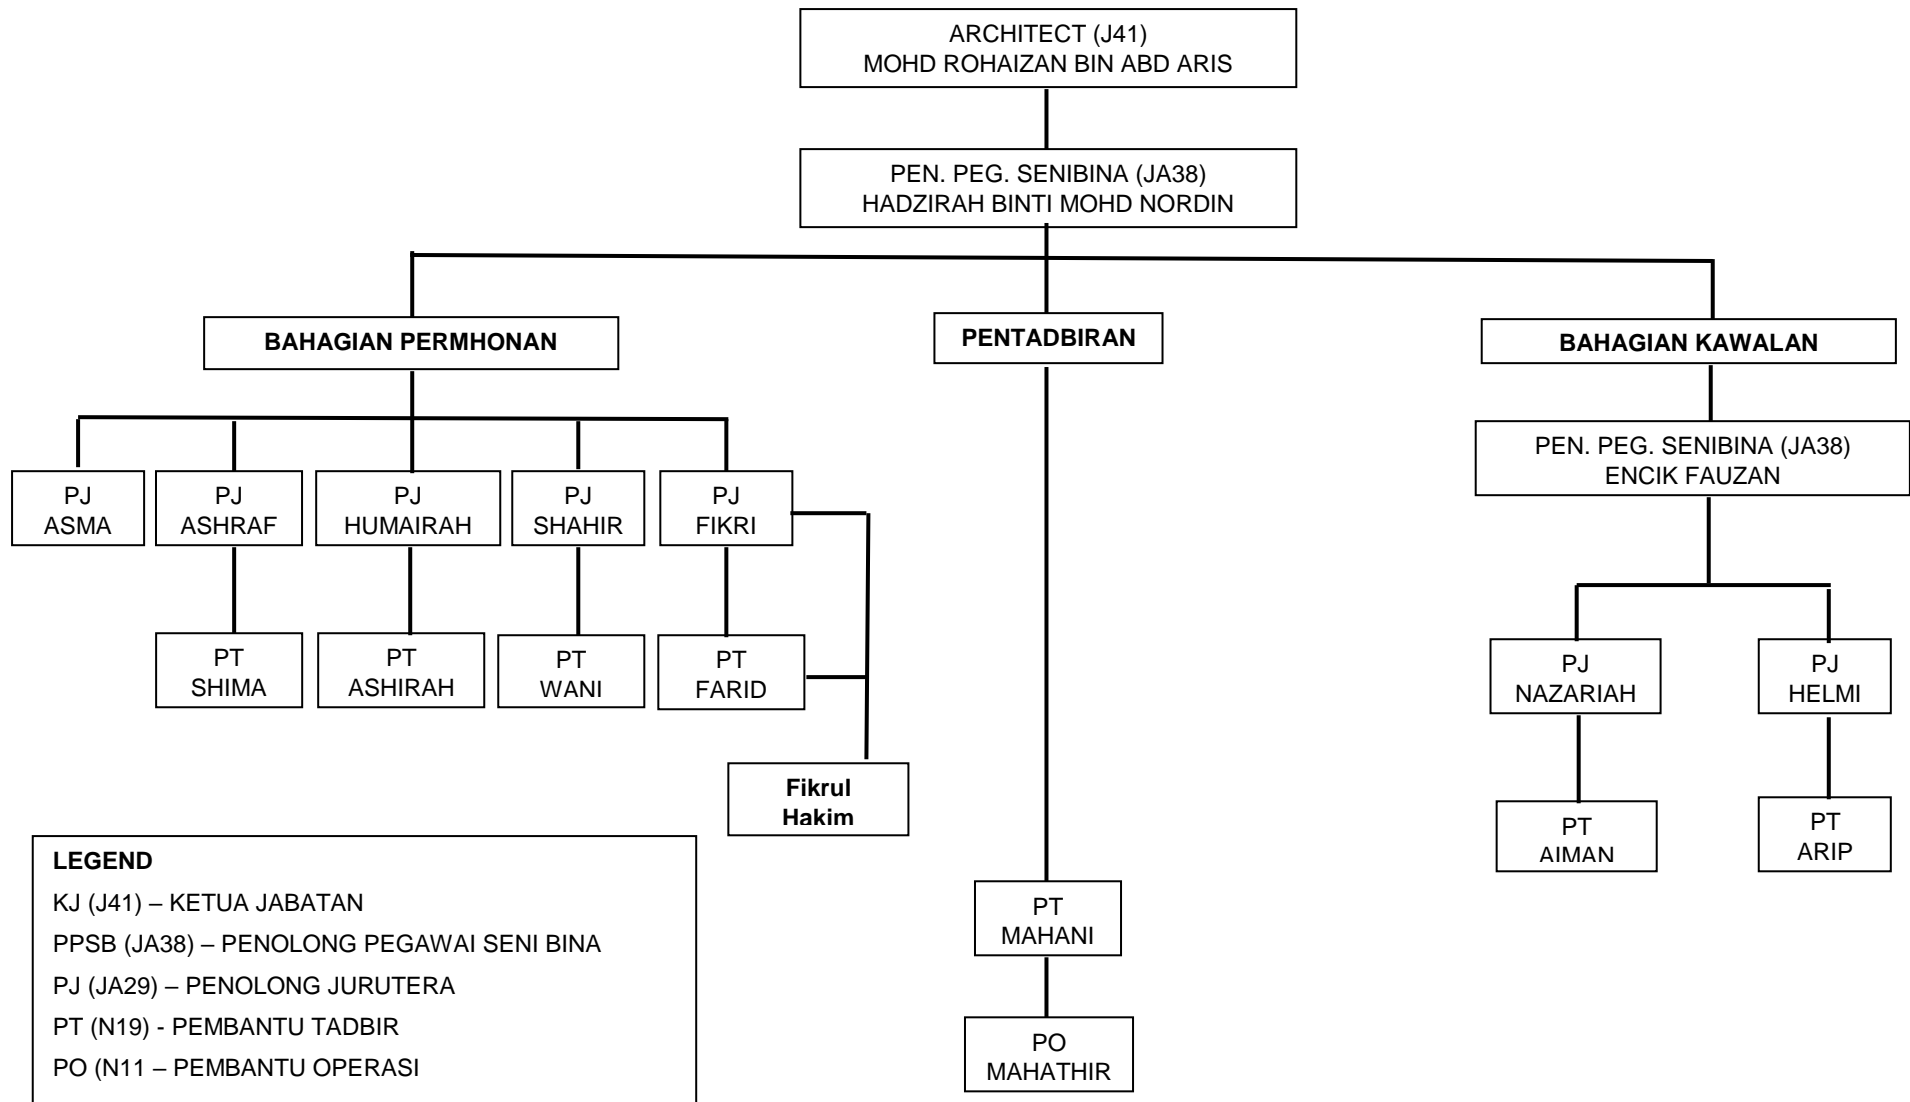 ARCHITECT (J41)
MOHD ROHAIZAN BIN ABD ARIS
PEN. PEG. SENIBINA (JA38)
HADZIRAH BINTI MOHD NORDIN
BAHAGIAN PERMHONAN
PENTADBIRAN
BAHAGIAN KAWALAN
PEN. PEG. SENIBINA (JA38)
ENCIK FAUZAN
PJ
ASMA
PJ
ASHRAF
PJ
HUMAIRAH
PJ
SHAHIR
PJ
FIKRI
PT
SHIMA
PT
ASHIRAH
PT
WANI
PT
FARID
PJ
NAZARIAH
PJ
HELMI
Fikrul
Hakim
PT
AIMAN
PT
ARIP
PT
MAHANI
PO
MAHATHIR
LEGEND
KJ (J41) – KETUA JABATAN
PPSB (JA38) – PENOLONG PEGAWAI SENI BINA
PJ (JA29) – PENOLONG JURUTERA
PT (N19) - PEMBANTU TADBIR
PO (N11 – PEMBANTU OPERASI